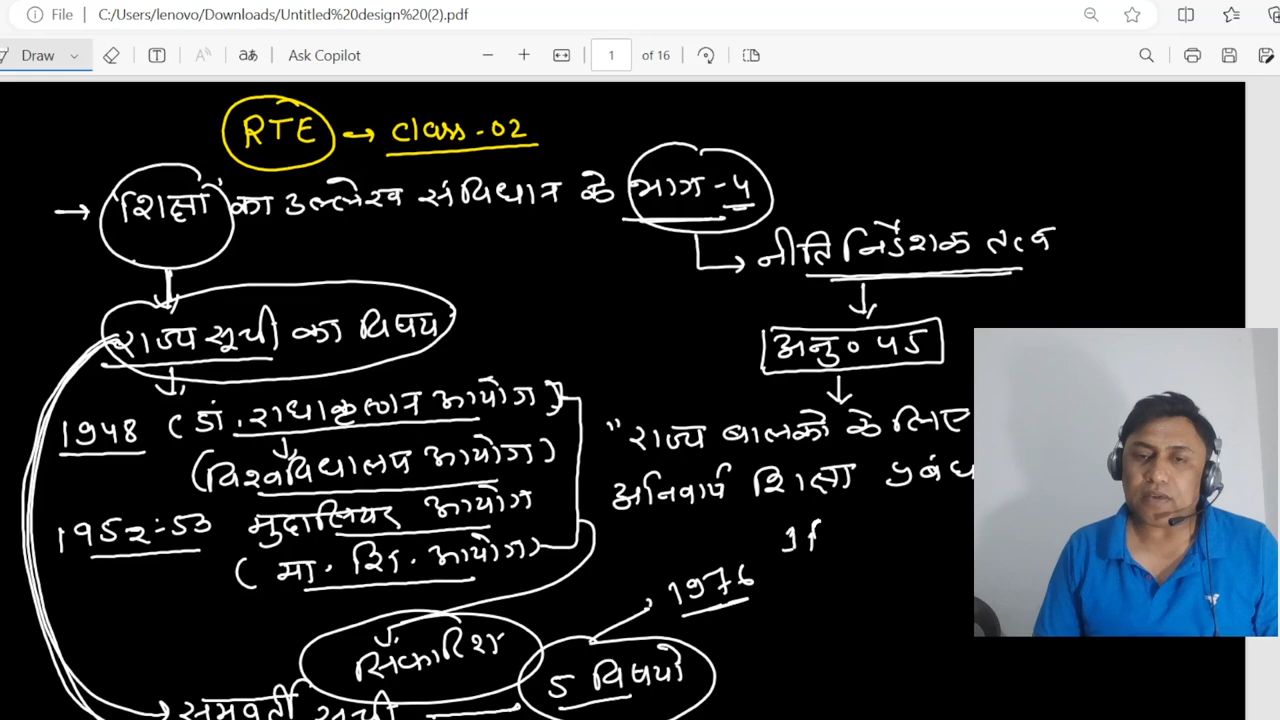 File C:/Users/lenovo/Downloads/Untitled%20design%20(2).pdf
Draw Ask Copilot 1 of 16
RTE → class-02
→ शिक्षा का उल्लेख संविधान के भाग-4
नीति निर्देशक तत्व
राज्य सूची का विषय
अनु० 45
1948 (डॉ. राधाकृष्णन आयोग)
(विश्वविद्यालय आयोग)
"राज्य बालकों के लिए
अनिवार्य शिक्षा प्रबंध
1952-53 मुदालियर आयोग
(मा. शि. आयोग)
1976
सिफारिश
5 विषयों
समवर्ती सूची